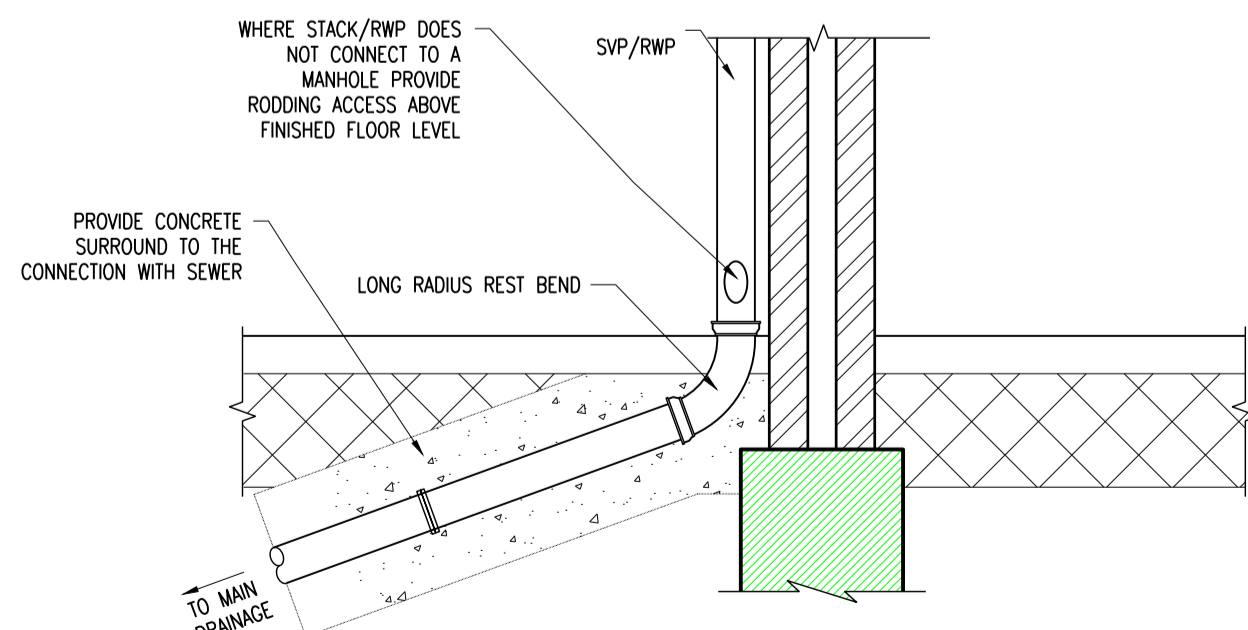 WHERE STACK/RWP DOES
NOT CONNECT TO A
MANHOLE PROVIDE
RODDING ACCESS ABOVE
FINISHED FLOOR LEVEL
SVP/RWP
PROVIDE CONCRETE
SURROUND TO THE
CONNECTION WITH SEWER
LONG RADIUS REST BEND
TO MAIN
DRAINAGE